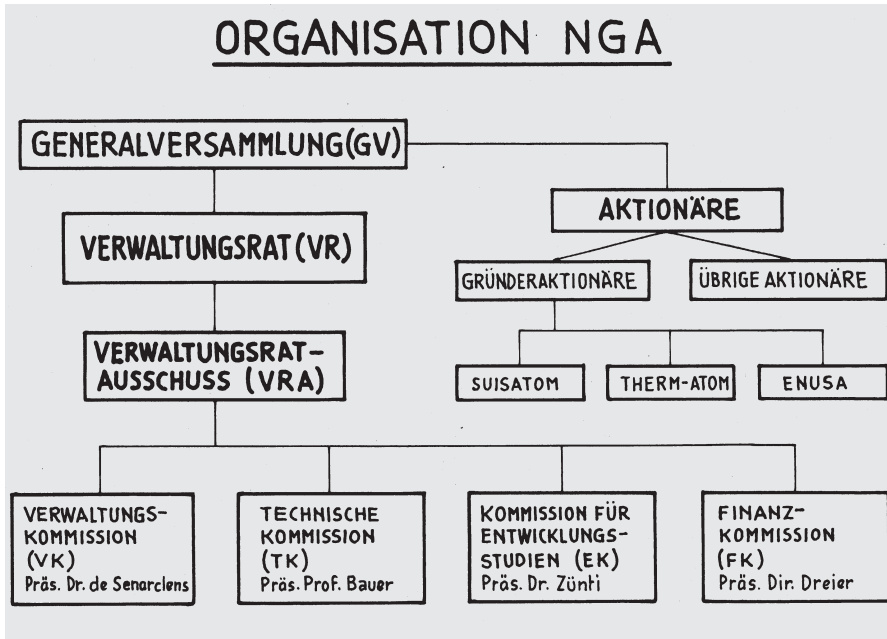 ORGANISATION NGA
GENERALVERSAMMLUNG(GV)
VERWALTUNGSRAT(VR)
VERWALTUNGSRAT-
AUSSCHUSS (VRA)
AKTIONÄRE
GRÜNDERAKTIONÄRE
ÜBRIGE AKTIONÄRE
SUISATOM
THERM-ATOM
ENUSA
VERWALTUNGS-
KOMMISSION
(VK)
Präs. Dr. de Senarclens
TECHNISCHE
KOMMISSION
(TK)
Präs. Prof. Bauer
KOMMISSION FÜR
ENTWICKLUNGS-
STUDIEN (EK)
Präs. Dr. Zünti
FINANZ-
KOMMISSION
(FK)
Präs. Dir. Dreier